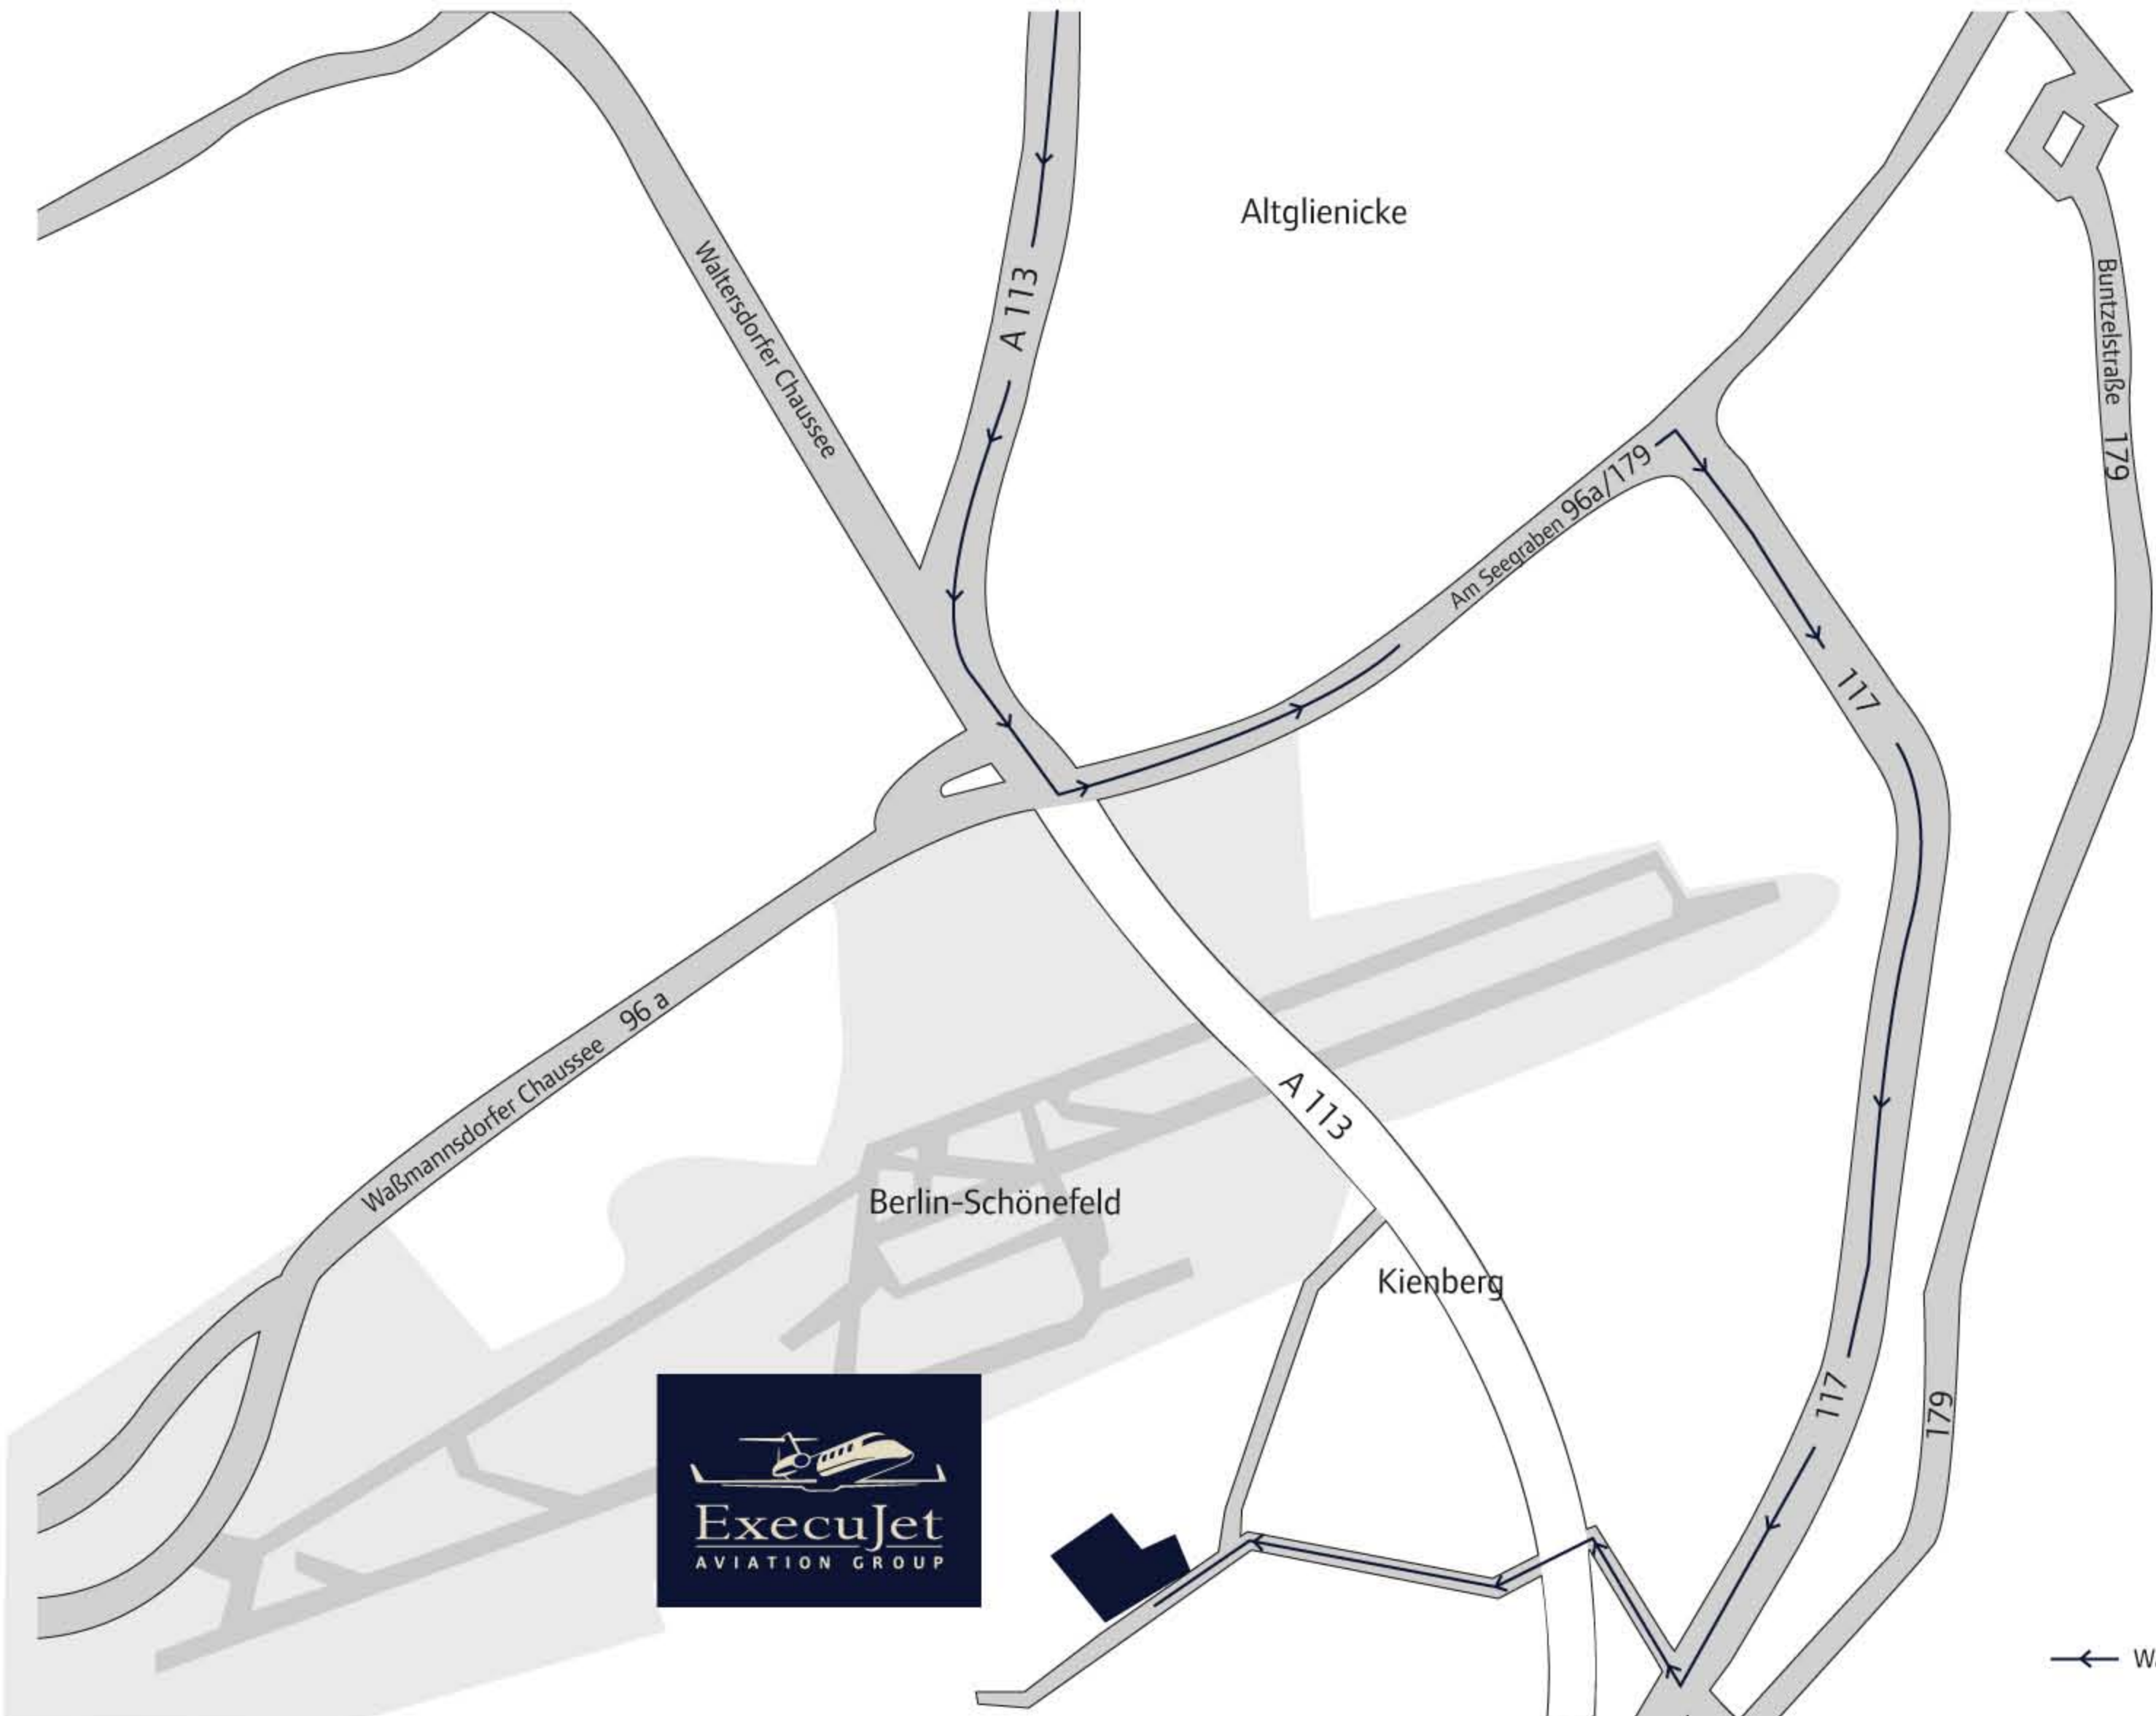 Altglienicke
Waltersdorfer Chaussee
A 113
Buntzelstraße 179
Am Seegraben 96a/179
117
Waßmannsdorfer Chaussee 96 a
A 113
Berlin-Schönefeld
Kienberg
117
179
ExecuJet
AVIATION GROUP